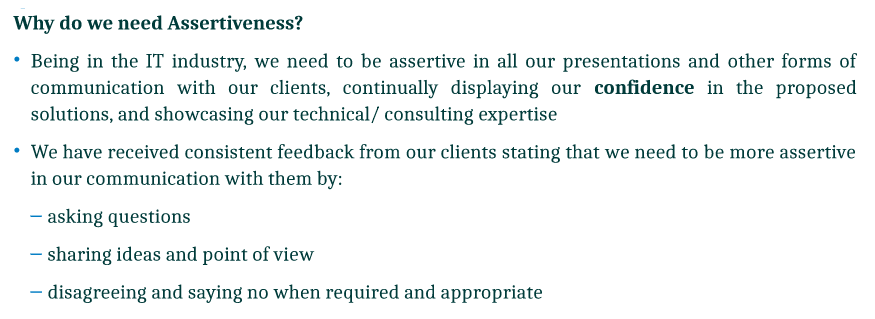 Why do we need Assertiveness?
• Being in the IT industry, we need to be assertive in all our presentations and other forms of
communication with our clients, continually displaying our confidence in the proposed
solutions, and showcasing our technical/ consulting expertise
• We have received consistent feedback from our clients stating that we need to be more assertive
in our communication with them by:
– asking questions
– sharing ideas and point of view
– disagreeing and saying no when required and appropriate